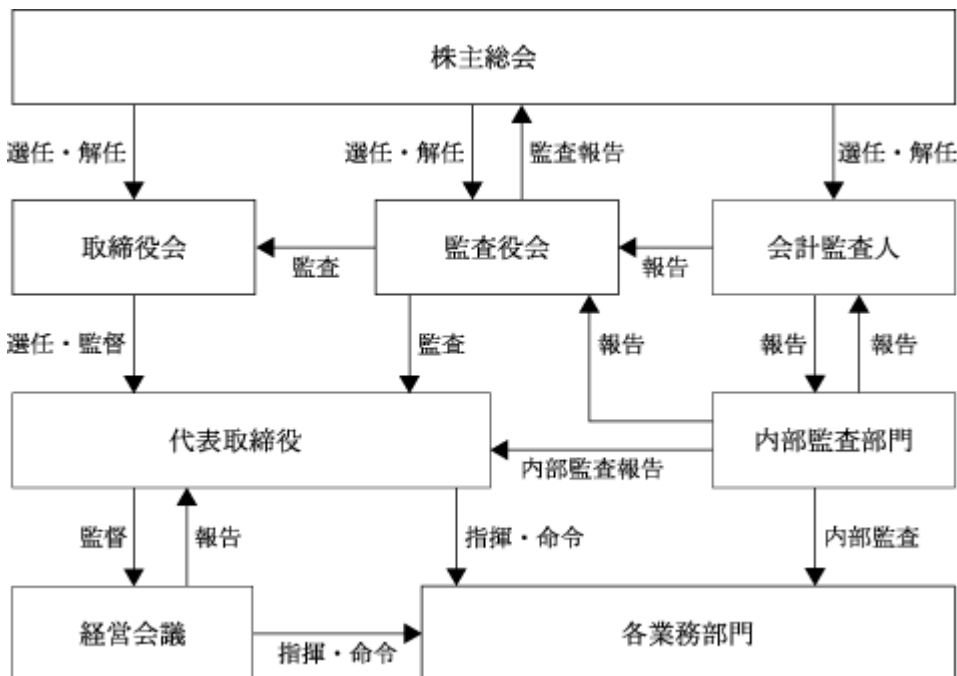 株主総会
選任・解任
選任・解任
監査報告
選任・解任
取締役会
監査
監査役会
報告
会計監査人
選任・監督
監査
報告
報告
報告
代表取締役
内部監査報告
内部監査部門
監督
報告
指揮・命令
内部監査
経営会議
指揮・命令
各業務部門